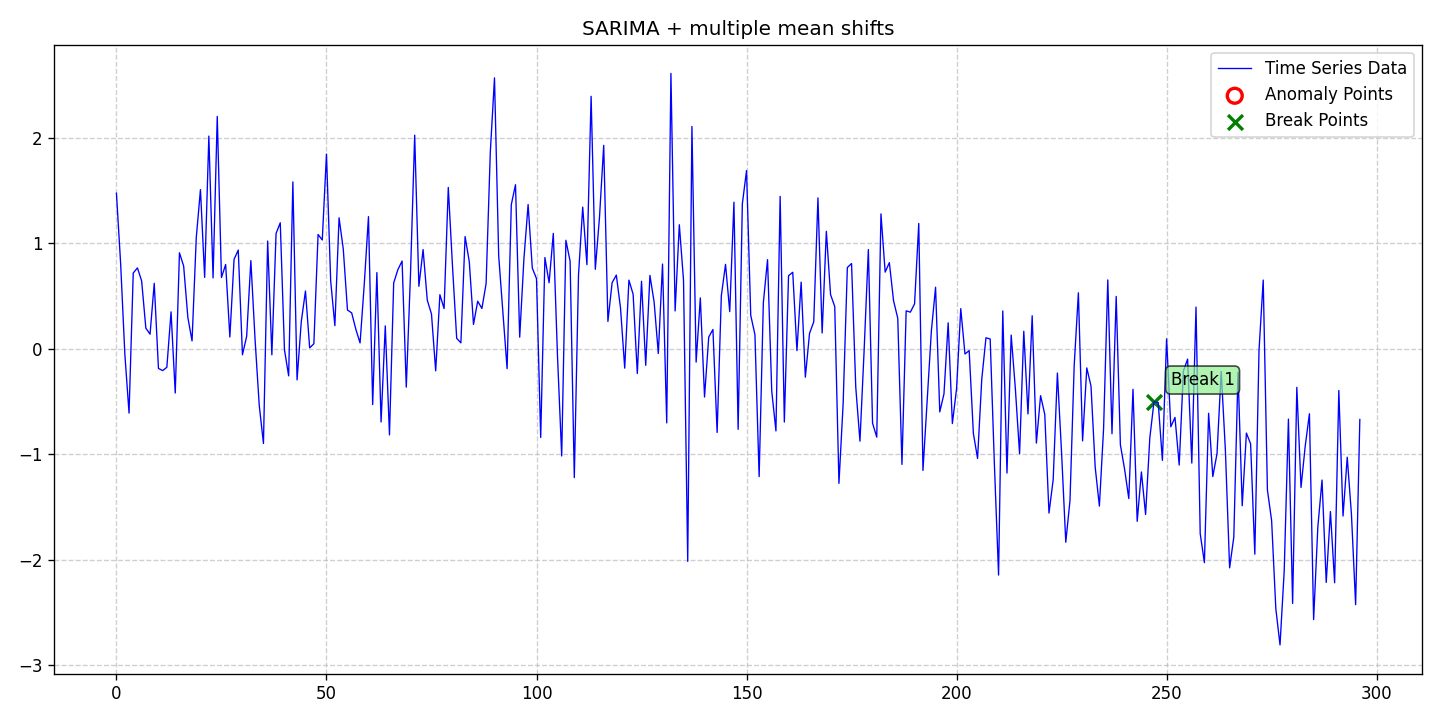 SARIMA + multiple mean shifts
Time Series Data
Anomaly Points
Break Points
2
1
0
−1
−2
−3
Break 1
0 50 100 150 200 250 300